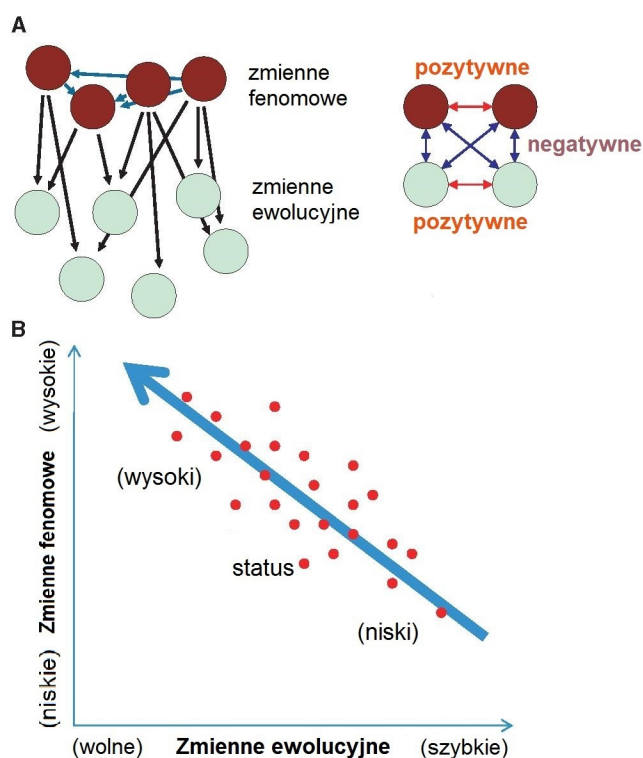 A
zmienne
fenomowe
zmienne
ewolucyjne
pozytywne
negatywne
pozytywne
B
(wysokie)
Zmienne fenomowe
(niskie)
(wysoki)
status
(niski)
(wolne) Zmienne ewolucyjne (szybkie)